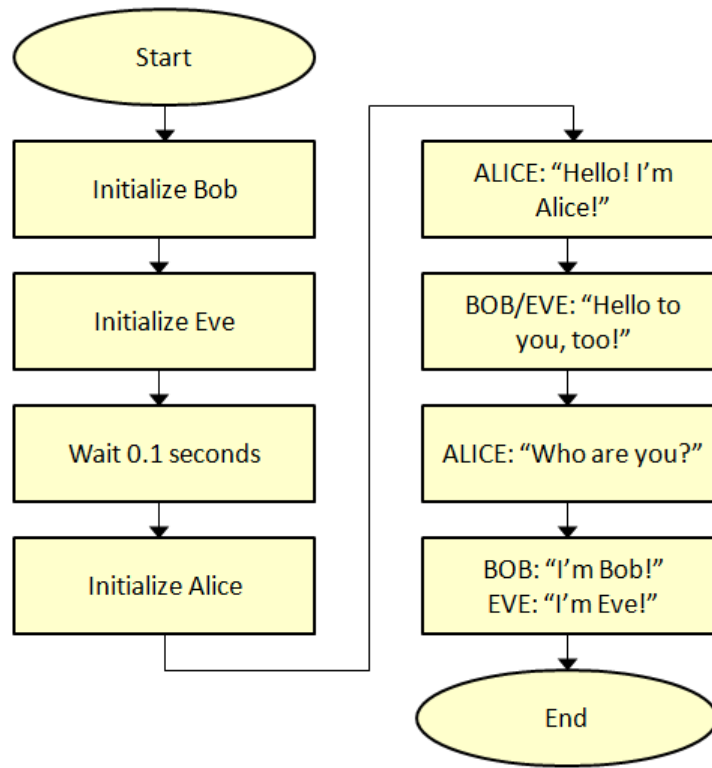 Start
Initialize Bob
Initialize Eve
Wait 0.1 seconds
Initialize Alice
ALICE: “Hello! I’m
Alice!”
BOB/EVE: “Hello to
you, too!”
ALICE: “Who are you?”
BOB: “I’m Bob!”
EVE: “I’m Eve!”
End